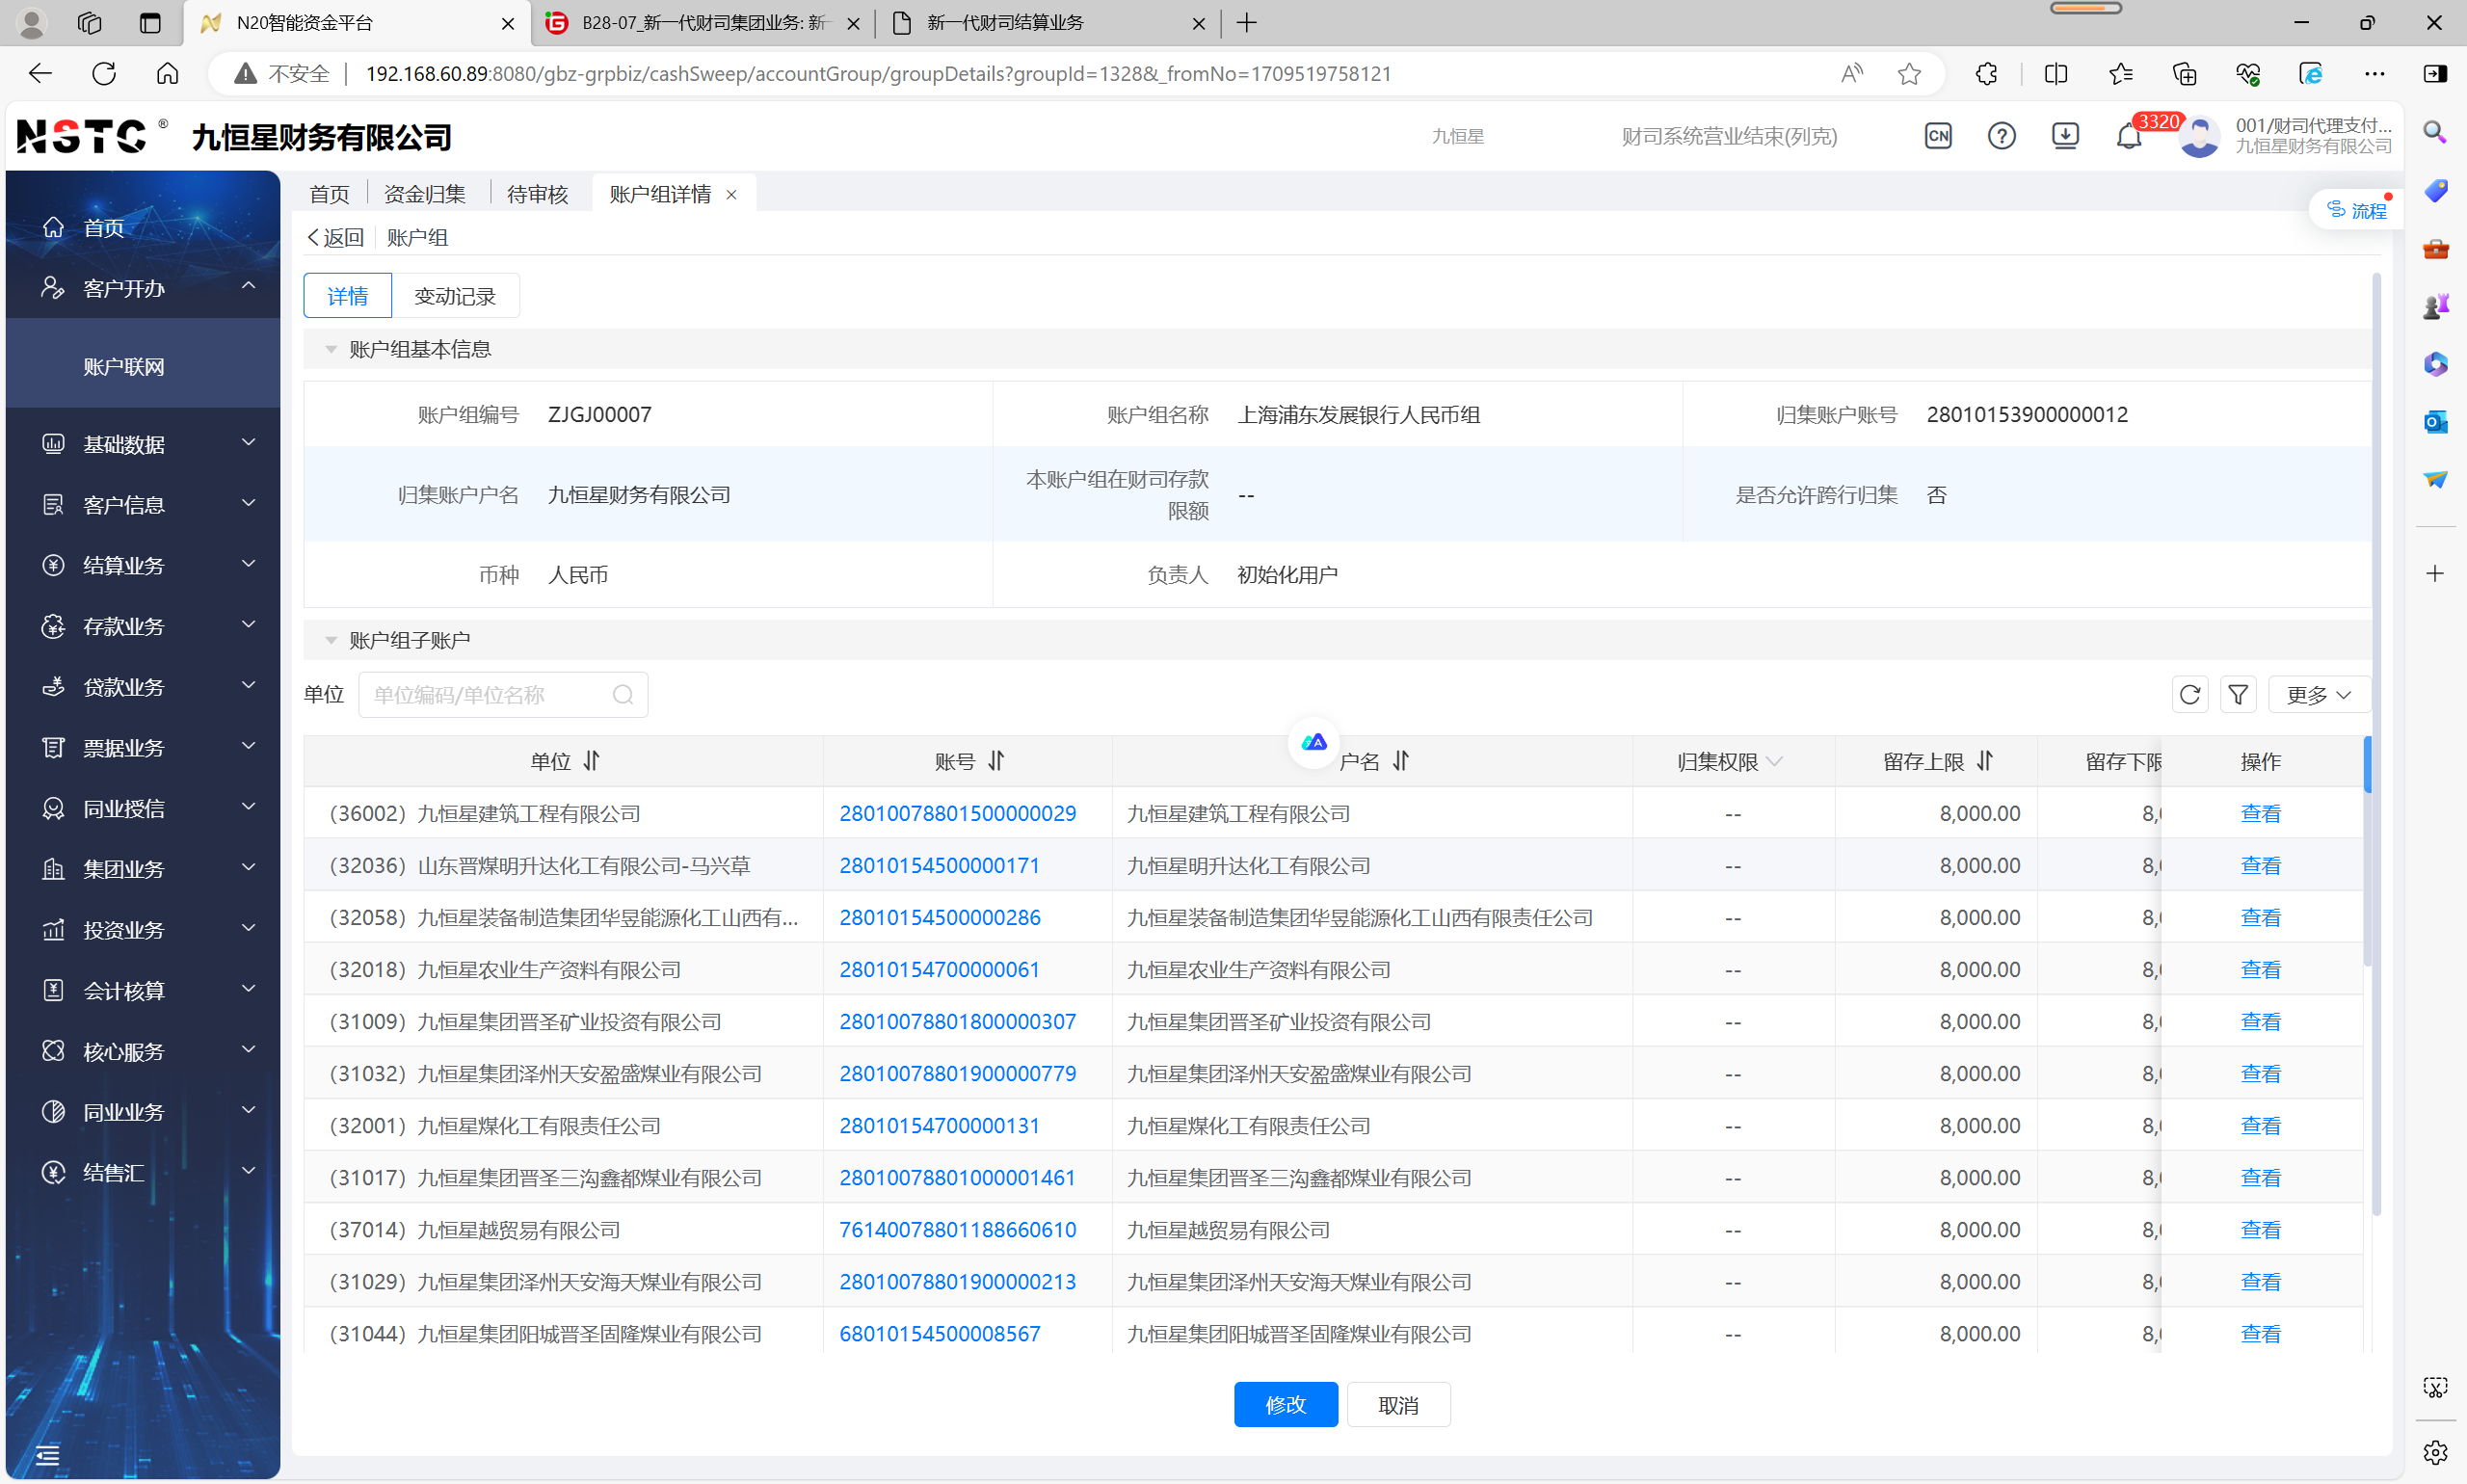 N20智能资金平台
B28-07_新一代财司集团业务: 新一
新一代财司结算业务
不安全
192.168.60.89:8080/gbz-grpbiz/cashSweep/accountGroup/groupDetails?groupId=1328&_fromNo=1709519758121
NSTC ® 九恒星财务有限公司
九恒星
财司系统营业结束(列克)
CN
3320
001/财司代理支付...
九恒星财务有限公司
首页
客户开办
账户联网
基础数据
客户信息
结算业务
存款业务
贷款业务
票据业务
同业授信
集团业务
投资业务
会计核算
核心服务
同业业务
结售汇
首页 资金归集 待审核 账户组详情
流程
返回 账户组
详情 变动记录
账户组基本信息
账户组编号 ZJGJ00007 账户组名称 上海浦东发展银行人民币组 归集账户账号 28010153900000012
归集账户户名 九恒星财务有限公司 本账户组在财司存款限额 -- 是否允许跨行归集 否
币种 人民币 负责人 初始化用户
账户组子账户
单位 单位编码/单位名称 更多
单位 账号 户名 归集权限 留存上限 留存下限 操作
(36002) 九恒星建筑工程有限公司 28010078801500000029 九恒星建筑工程有限公司 -- 8,000.00 8, 查看
(32036) 山东晋煤明升达化工有限公司-马兴草 28010154500000171 九恒星明升达化工有限公司 -- 8,000.00 8, 查看
(32058) 九恒星装备制造集团华昱能源化工山西有... 28010154500000286 九恒星装备制造集团华昱能源化工山西有限责任公司 -- 8,000.00 8, 查看
(32018) 九恒星农业生产资料有限公司 28010154700000061 九恒星农业生产资料有限公司 -- 8,000.00 8, 查看
(31009) 九恒星集团晋圣矿业投资有限公司 28010078801800000307 九恒星集团晋圣矿业投资有限公司 -- 8,000.00 8, 查看
(31032) 九恒星集团泽州天安盈盛煤业有限公司 28010078801900000779 九恒星集团泽州天安盈盛煤业有限公司 -- 8,000.00 8, 查看
(32001) 九恒星煤化工有限责任公司 28010154700000131 九恒星煤化工有限责任公司 -- 8,000.00 8, 查看
(31017) 九恒星集团晋圣三沟鑫都煤业有限公司 28010078801000001461 九恒星集团晋圣三沟鑫都煤业有限公司 -- 8,000.00 8, 查看
(37014) 九恒星越贸易有限公司 76140078801188660610 九恒星越贸易有限公司 -- 8,000.00 8, 查看
(31029) 九恒星集团泽州天安海天煤业有限公司 28010078801900000213 九恒星集团泽州天安海天煤业有限公司 -- 8,000.00 8, 查看
(31044) 九恒星集团阳城晋圣固隆煤业有限公司 68010154500008567 九恒星集团阳城晋圣固隆煤业有限公司 -- 8,000.00 8, 查看
修改 取消